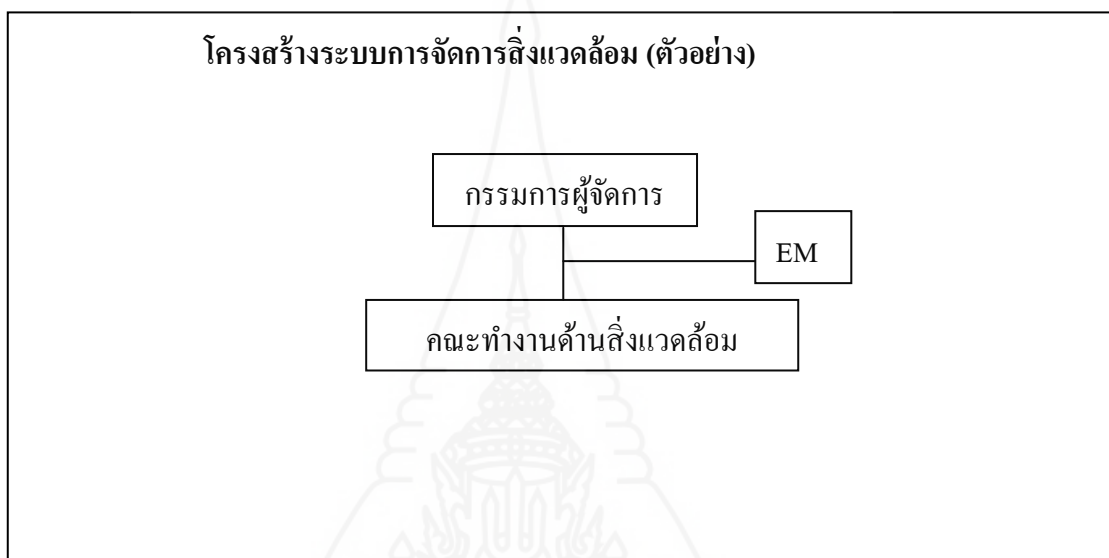 โครงสร้างระบบการจัดการสิ่งแวดล้อม (ตัวอย่าง)
กรรมการผู้จัดการ
EM
คณะทำงานด้านสิ่งแวดล้อม